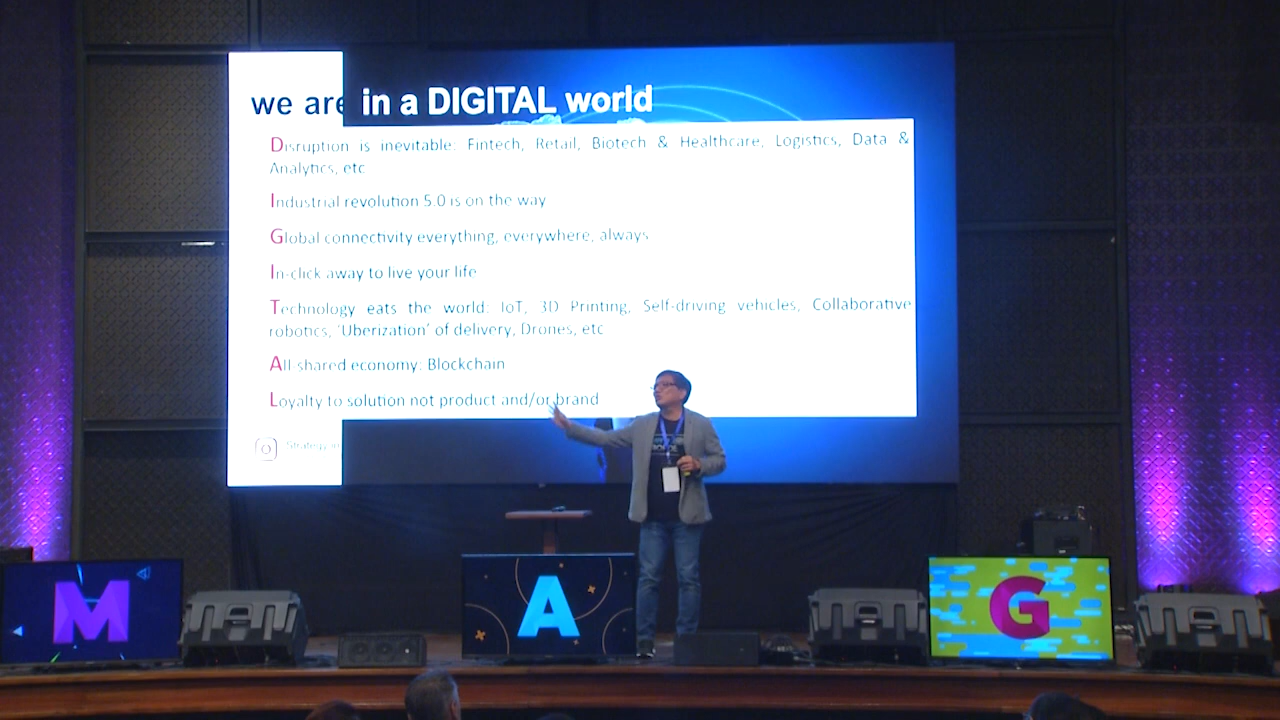 we are in a DIGITAL world
Disruption is inevitable: Fintech, Retail, Biotech & Healthcare, Logistics, Data &
Analytics, etc
Industrial revolution 5.0 is on the way
Global connectivity everything, everywhere, always
In-click away to live your life
Technology eats the world: IoT, 3D Printing, Self-driving vehicles, Collaborative
robotics, ‘Uberization’ of delivery, Drones, etc
All shared economy: Blockchain
Loyalty to solution not product and/or brand
Strategy
M
A
G